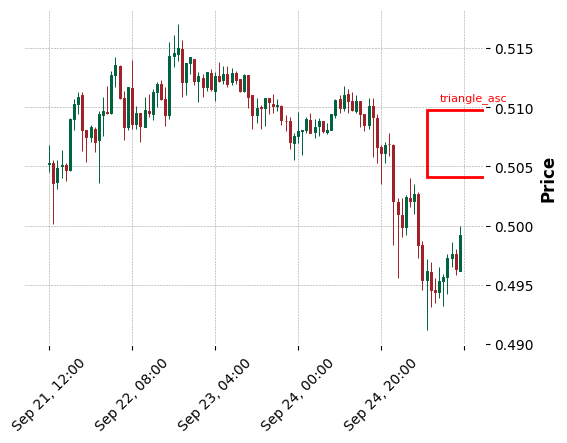 0.515
triangle_asc
0.510
0.505
0.500
0.495
0.490
Price
Sep 21, 12:00
Sep 22, 08:00
Sep 23, 04:00
Sep 24, 00:00
Sep 24, 20:00